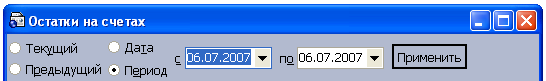 Остатки на счетах
Текущий Дата
с 06.07.2007 по 06.07.2007 Применить
Предыдущий Период